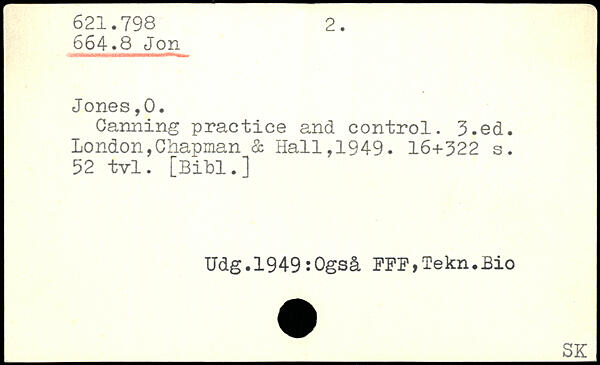 621.798 2.
664.8 Jon
Jones,O.
Canning practice and control. 3.ed.
London,Chapman & Hall,1949. 16+322 s.
52 tvl. [Bibl.]
Udg.1949:Også FFF,Tekn.Bio
SK